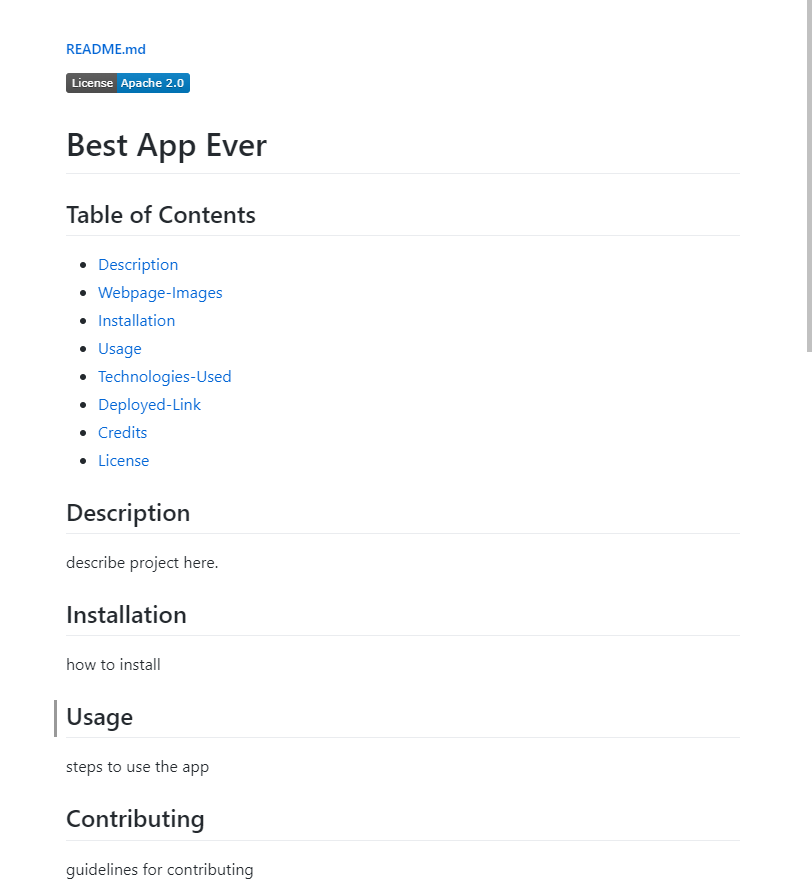 README.md
License Apache 2.0
Best App Ever
Table of Contents
Description
Webpage-Images
Installation
Usage
Technologies-Used
Deployed-Link
Credits
License
Description
describe project here.
Installation
how to install
Usage
steps to use the app
Contributing
guidelines for contributing